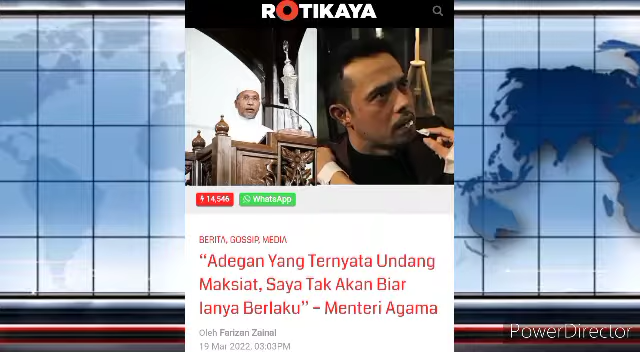 ROTIKAYA
14,546
WhatsApp
BERITA, GOSSIP, MEDIA
“Adegan Yang Ternyata Undang
Maksiat, Saya Tak Akan Biar
Ianya Berlaku” – Menteri Agama
Oleh Farizan Zainal
19 Mar 2022, 03:03PM
PowerDirector